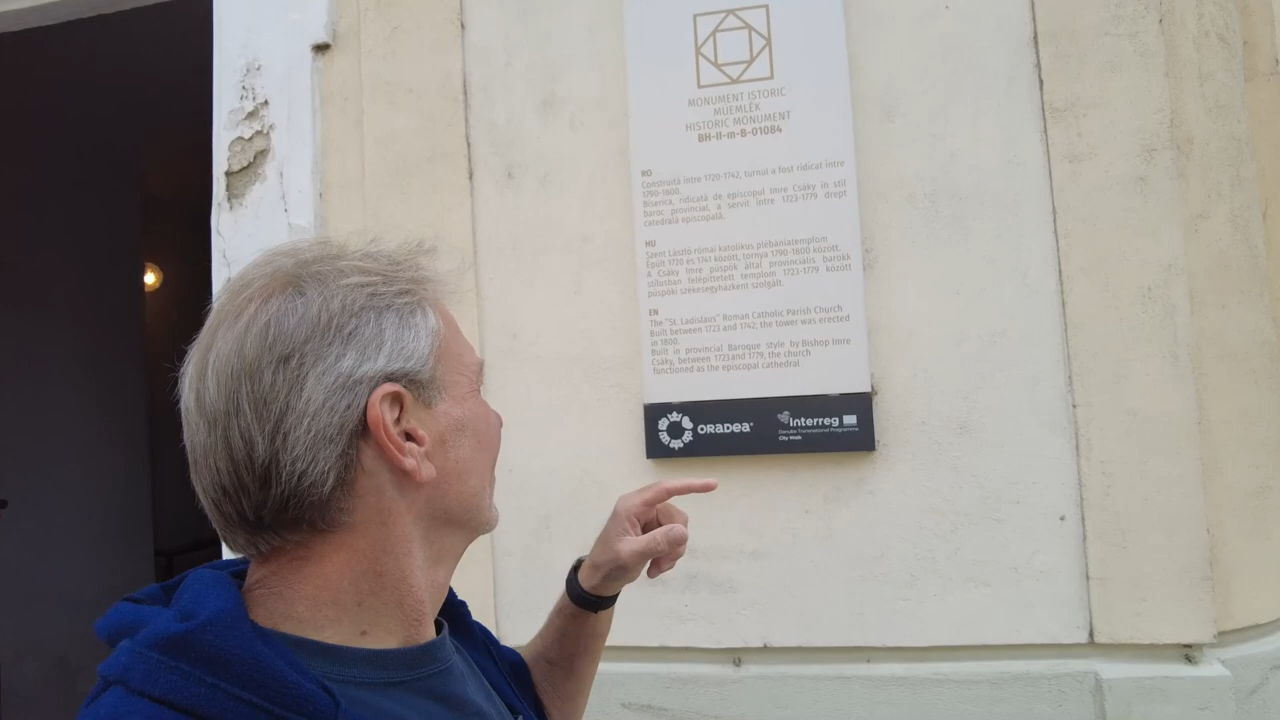 MONUMENT ISTORIC
MŰEMLÉK
HISTORIC MONUMENT
BH-II-m-B-01084
RO
Construită între 1720-1742, turnul a fost ridicat între
1790-1800.
Biserica, ridicată de episcopul Imre Csáky în stil
baroc provincial, a servit între 1723-1779 drept
catedrală episcopală.
HU
Szent László római katolikus plébániatemplom
Épült 1720 és 1741 között, tornya 1790-1800 között.
A Csáky Imre püspök által provinciális barokk
stílusban felépíttetett templom 1723-1779 között
püspöki székesegyházként szolgált.
EN
The "St. Ladislaus" Roman Catholic Parish Church
Built between 1723 and 1742; the tower was erected
in 1800.
Built in provincial Baroque style by Bishop Imre
Csáky, between 1723 and 1779, the church
functioned as the episcopal cathedral
ORADEA
Interreg
Danube Transnational Programme
City Walk